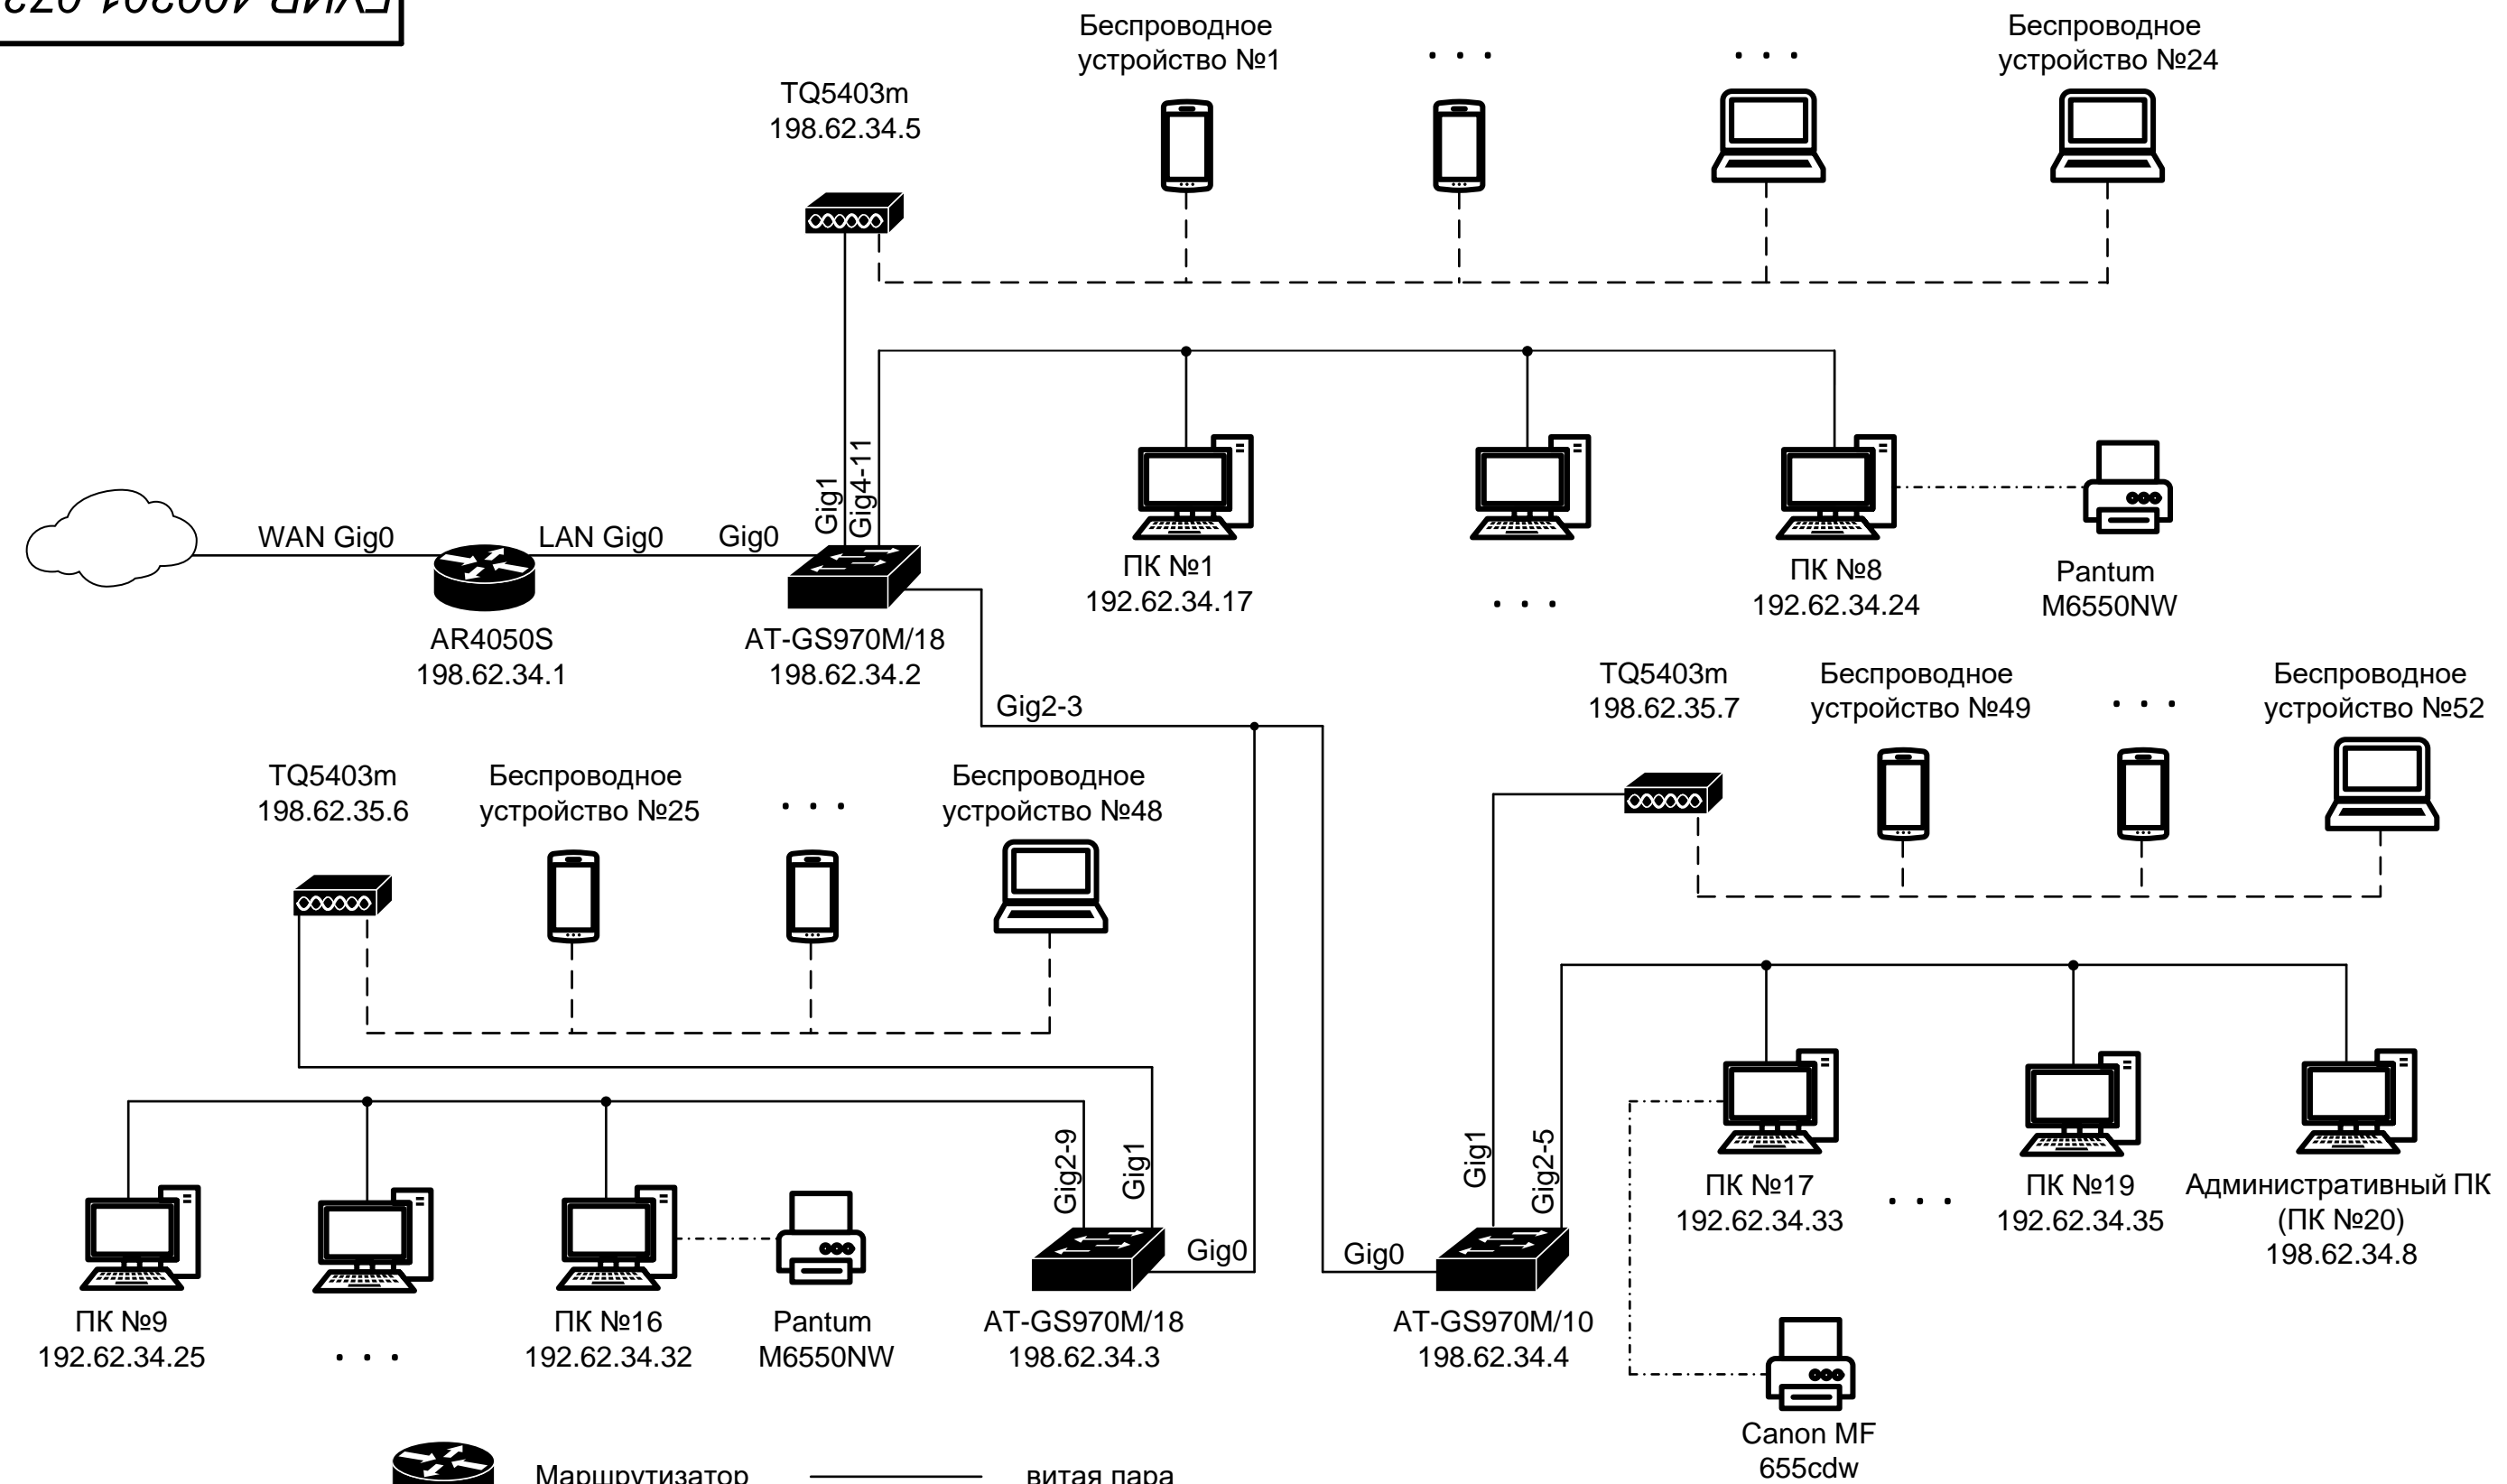 Беспроводное
устройство №1
. . .
. . .
Беспроводное
устройство №24
TQ5403m
198.62.34.5
Gig1
Gig4-11
WAN Gig0
LAN Gig0
Gig0
AR4050S
198.62.34.1
AT-GS970M/18
198.62.34.2
ПК №1
192.62.34.17
. . .
ПК №8
192.62.34.24
Pantum
M6550NW
Gig2-3
TQ5403m
198.62.35.7
Беспроводное
устройство №49
. . .
Беспроводное
устройство №52
TQ5403m
198.62.35.6
Беспроводное
устройство №25
. . .
Беспроводное
устройство №48
Gig2-9
Gig1
Gig0
Gig0
Gig1
Gig2-5
ПК №9
192.62.34.25
. . .
ПК №16
192.62.34.32
Pantum
M6550NW
AT-GS970M/18
198.62.34.3
AT-GS970M/10
198.62.34.4
ПК №17
192.62.34.33
. . .
ПК №19
192.62.34.35
Административный ПК
(ПК №20)
198.62.34.8
Canon MF
655cdw
Маршрутизатор
витая пара